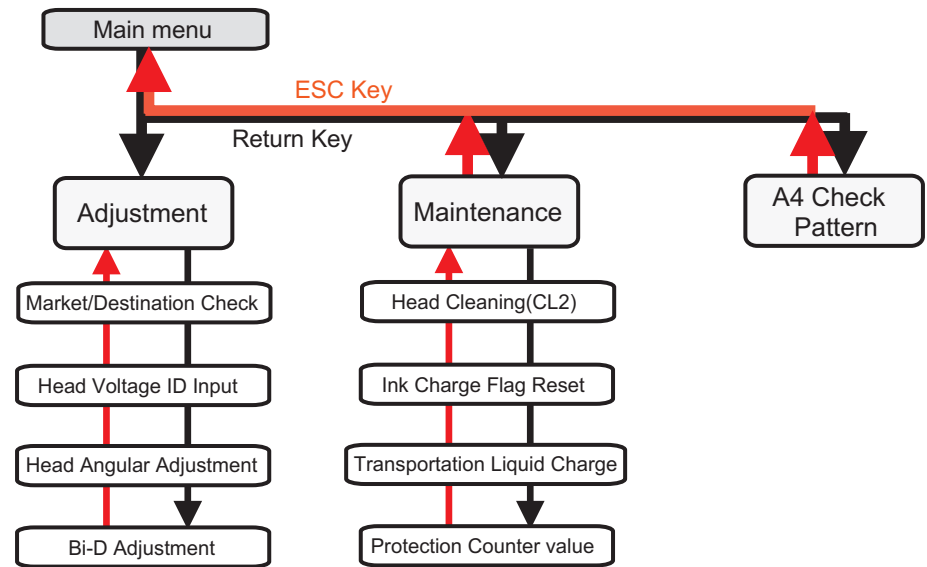 Main menu
ESC Key
Return Key
Adjustment
Maintenance
A4 Check
Pattern
Market/Destination Check
Head Cleaning(CL2)
Head Voltage ID Input
Ink Charge Flag Reset
Head Angular Adjustment
Transportation Liquid Charge
Bi-D Adjustment
Protection Counter value